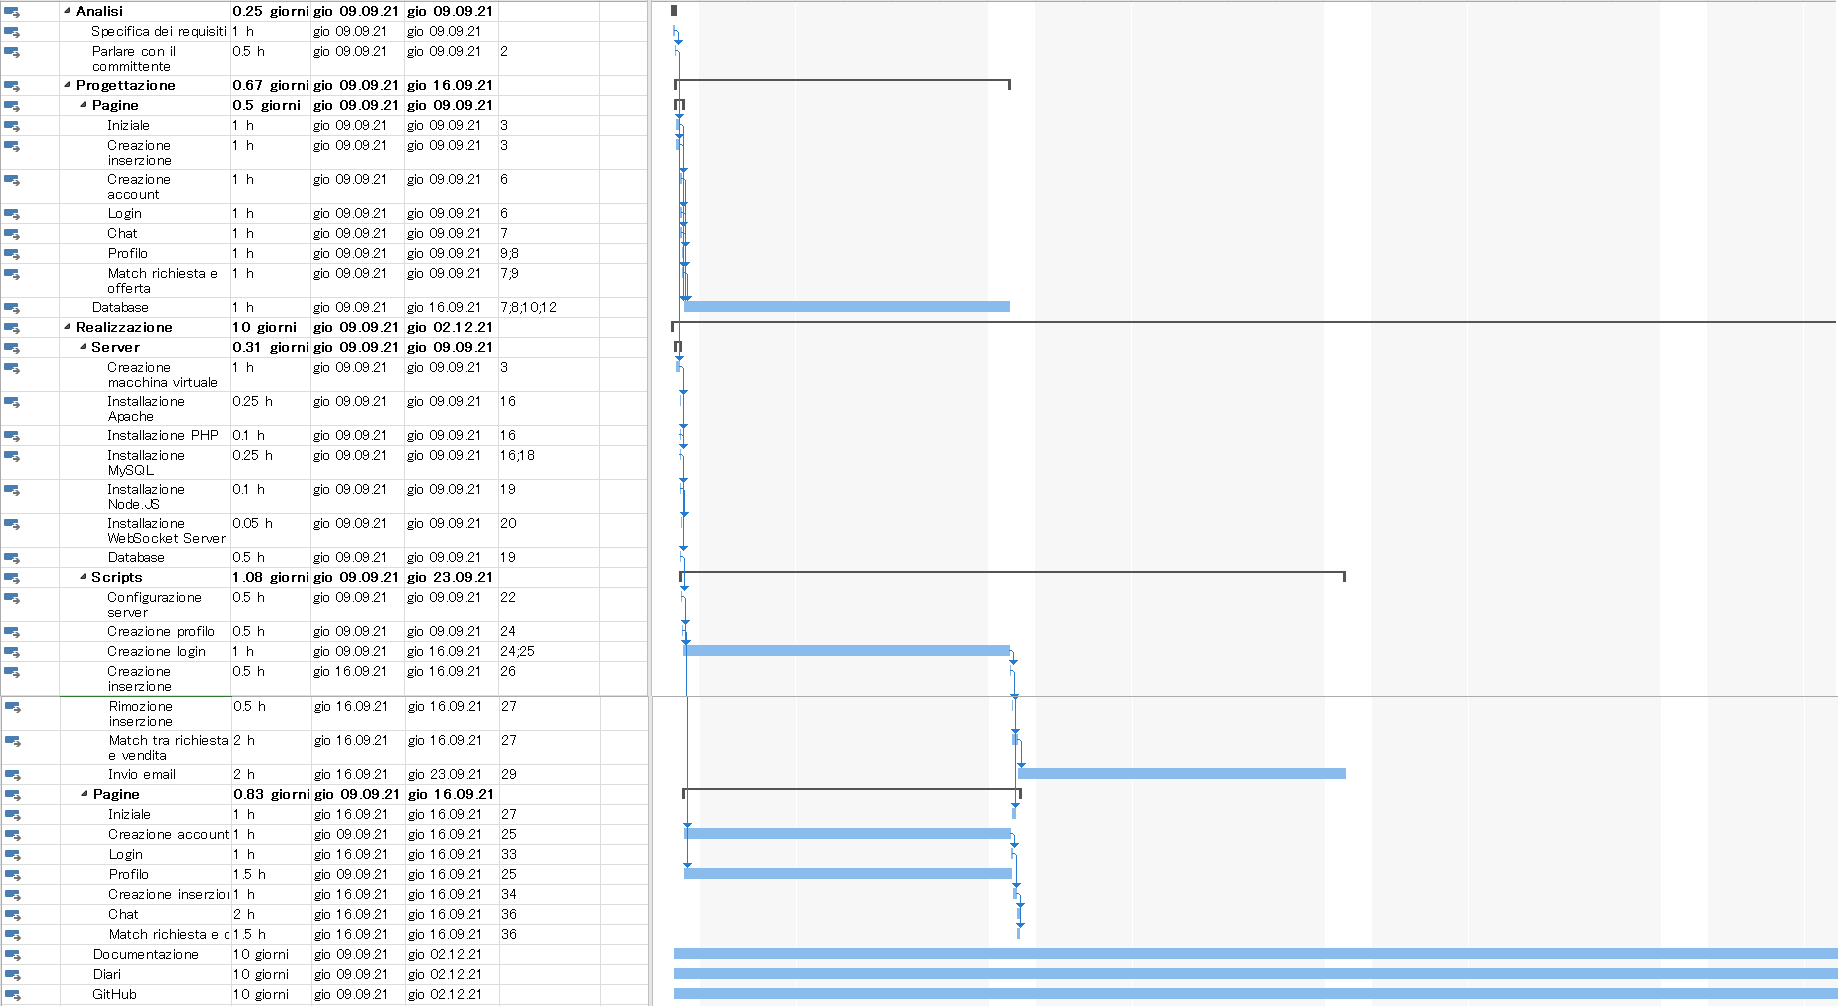 Analisi 0.25 giorni gio 09.09.21 gio 09.09.21
Specifica dei requisiti 1 h gio 09.09.21 gio 09.09.21
Parlare con il 0.5 h gio 09.09.21 gio 09.09.21 2
committente
Progettazione 0.67 giorni gio 09.09.21 gio 16.09.21
Pagine 0.5 giorni gio 09.09.21 gio 09.09.21
Iniziale 1 h gio 09.09.21 gio 09.09.21 3
Creazione 1 h gio 09.09.21 gio 09.09.21 3
inserzione
Creazione 1 h gio 09.09.21 gio 09.09.21 6
account
Login 1 h gio 09.09.21 gio 09.09.21 6
Chat 1 h gio 09.09.21 gio 09.09.21 7
Profilo 1 h gio 09.09.21 gio 09.09.21 9;8
Match richiesta e 1 h gio 09.09.21 gio 09.09.21 7;9
offerta
Database 1 h gio 09.09.21 gio 16.09.21 7;8;10;12
Realizzazione 10 giorni gio 09.09.21 gio 02.12.21
Server 0.31 giorni gio 09.09.21 gio 09.09.21
Creazione 1 h gio 09.09.21 gio 09.09.21 3
macchina virtuale
Installazione 0.25 h gio 09.09.21 gio 09.09.21 16
Apache
Installazione PHP 0.1 h gio 09.09.21 gio 09.09.21 16
Installazione 0.25 h gio 09.09.21 gio 09.09.21 16;18
MySQL
Installazione 0.1 h gio 09.09.21 gio 09.09.21 19
Node.JS
Installazione 0.05 h gio 09.09.21 gio 09.09.21 20
WebSocket Server
Database 0.5 h gio 09.09.21 gio 09.09.21 19
Scripts 1.08 giorni gio 09.09.21 gio 23.09.21
Configurazione 0.5 h gio 09.09.21 gio 09.09.21 22
server
Creazione profilo 0.5 h gio 09.09.21 gio 09.09.21 24
Creazione login 1 h gio 09.09.21 gio 16.09.21 24;25
Creazione 0.5 h gio 16.09.21 gio 16.09.21 26
inserzione
Rimozione 0.5 h gio 16.09.21 gio 16.09.21 27
inserzione
Match tra richiesta 2 h gio 16.09.21 gio 16.09.21 27
e vendita
Invio email 2 h gio 16.09.21 gio 23.09.21 29
Pagine 0.83 giorni gio 09.09.21 gio 16.09.21
Iniziale 1 h gio 16.09.21 gio 16.09.21 27
Creazione account 1 h gio 09.09.21 gio 16.09.21 25
Login 1 h gio 16.09.21 gio 16.09.21 33
Profilo 1.5 h gio 09.09.21 gio 16.09.21 25
Creazione inserzio 1 h gio 16.09.21 gio 16.09.21 34
Chat 2 h gio 16.09.21 gio 16.09.21 36
Match richiesta e 1.5 h gio 16.09.21 gio 16.09.21 36
Documentazione 10 giorni gio 09.09.21 gio 02.12.21
Diari 10 giorni gio 09.09.21 gio 02.12.21
GitHub 10 giorni gio 09.09.21 gio 02.12.21